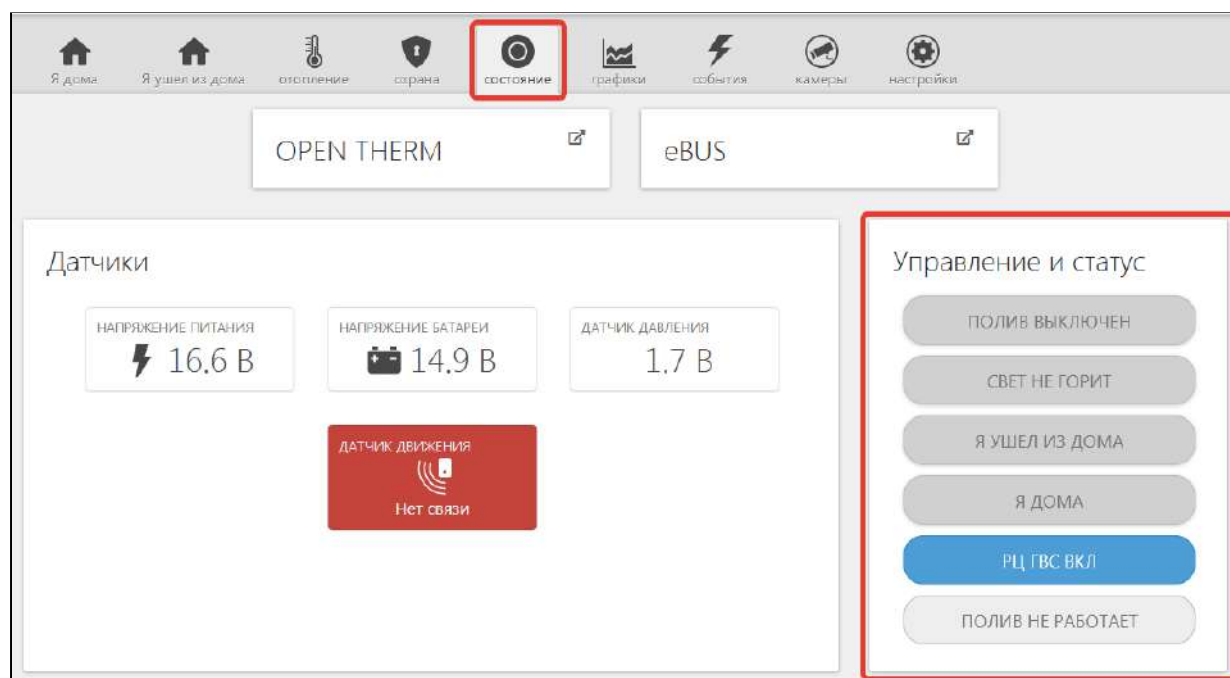 Я дома
Я ушел из дома
отопление
охрана
состояние
графики
события
камеры
настройки
OPEN THERM
eBUS
Датчики
НАПРЯЖЕНИЕ ПИТАНИЯ
16.6 В
НАПРЯЖЕНИЕ БАТАРЕИ
14.9 В
ДАТЧИК ДАВЛЕНИЯ
1.7 В
ДАТЧИК ДВИЖЕНИЯ
Нет связи
Управление и статус
ПОЛИВ ВЫКЛЮЧЕН
СВЕТ НЕ ГОРИТ
Я УШЕЛ ИЗ ДОМА
Я ДОМА
РЦ ГВС ВКЛ
ПОЛИВ НЕ РАБОТАЕТ